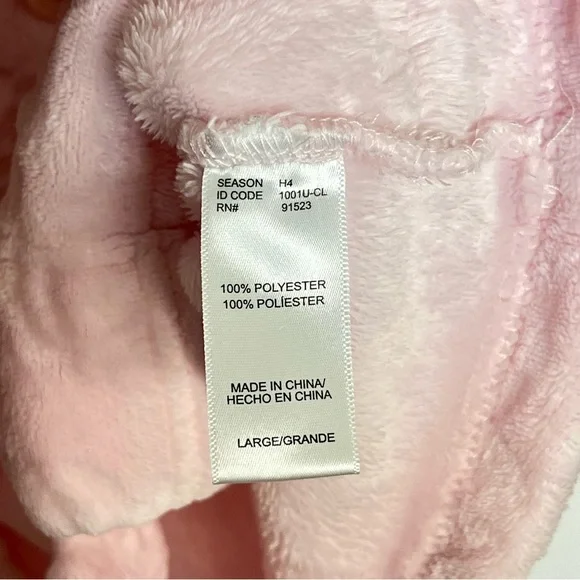 SEASON H4
ID CODE 1001U-CL
RN# 91523
100% POLYESTER
100% POLÍESTER
MADE IN CHINA/
HECHO EN CHINA
LARGE/GRANDE